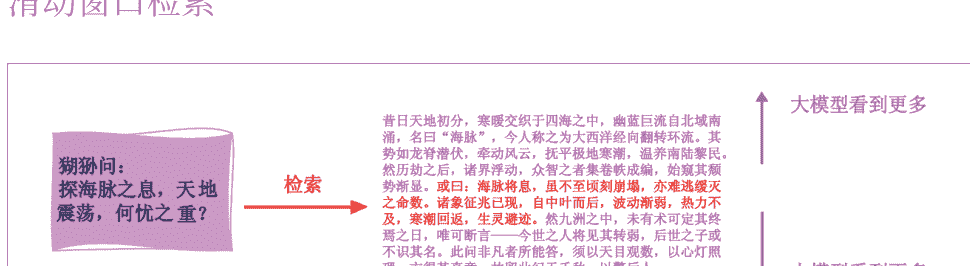 滑动窗口检索
大模型看到更多
猢狲问：
探海脉之息，天地
震荡，何忧之重？
检索
昔日天地初分，寒暖交织于四海之中，幽蓝巨流自北域南
涌，名曰“海脉”，今人称之为大西洋经向翻转环流。其
势如龙脊潜伏，牵动风云，抚平极地寒潮，温养南陆黎民。
然历劫之后，诸界浮动，众智之者集卷帙成编，始窥其颓
势渐显。或曰：海脉将息，虽不至顷刻崩塌，亦难逃缓灭
之命数。诸象征兆已现，自中叶而后，波动渐弱，热力不
及，寒潮回返，生灵避迹。然九洲之中，未有术可定其终
焉之日，唯可断言——今世之人将见其转弱，后世之子或
不识其名。此问非凡者所能答，须以天目观数，以心灯照